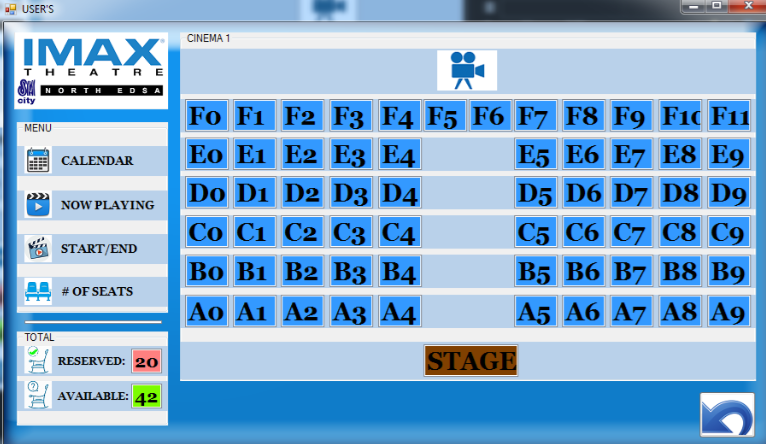 USER'S
IMAX
THEATRE
SM city NORTH EDSA
MENU
CALENDAR
NOW PLAYING
START/END
# OF SEATS
TOTAL
RESERVED: 20
AVAILABLE: 42
CINEMA 1
F0 F1 F2 F3 F4 F5 F6 F7 F8 F9 F10 F11
E0 E1 E2 E3 E4 E5 E6 E7 E8 E9
D0 D1 D2 D3 D4 D5 D6 D7 D8 D9
C0 C1 C2 C3 C4 C5 C6 C7 C8 C9
B0 B1 B2 B3 B4 B5 B6 B7 B8 B9
A0 A1 A2 A3 A4 A5 A6 A7 A8 A9
STAGE